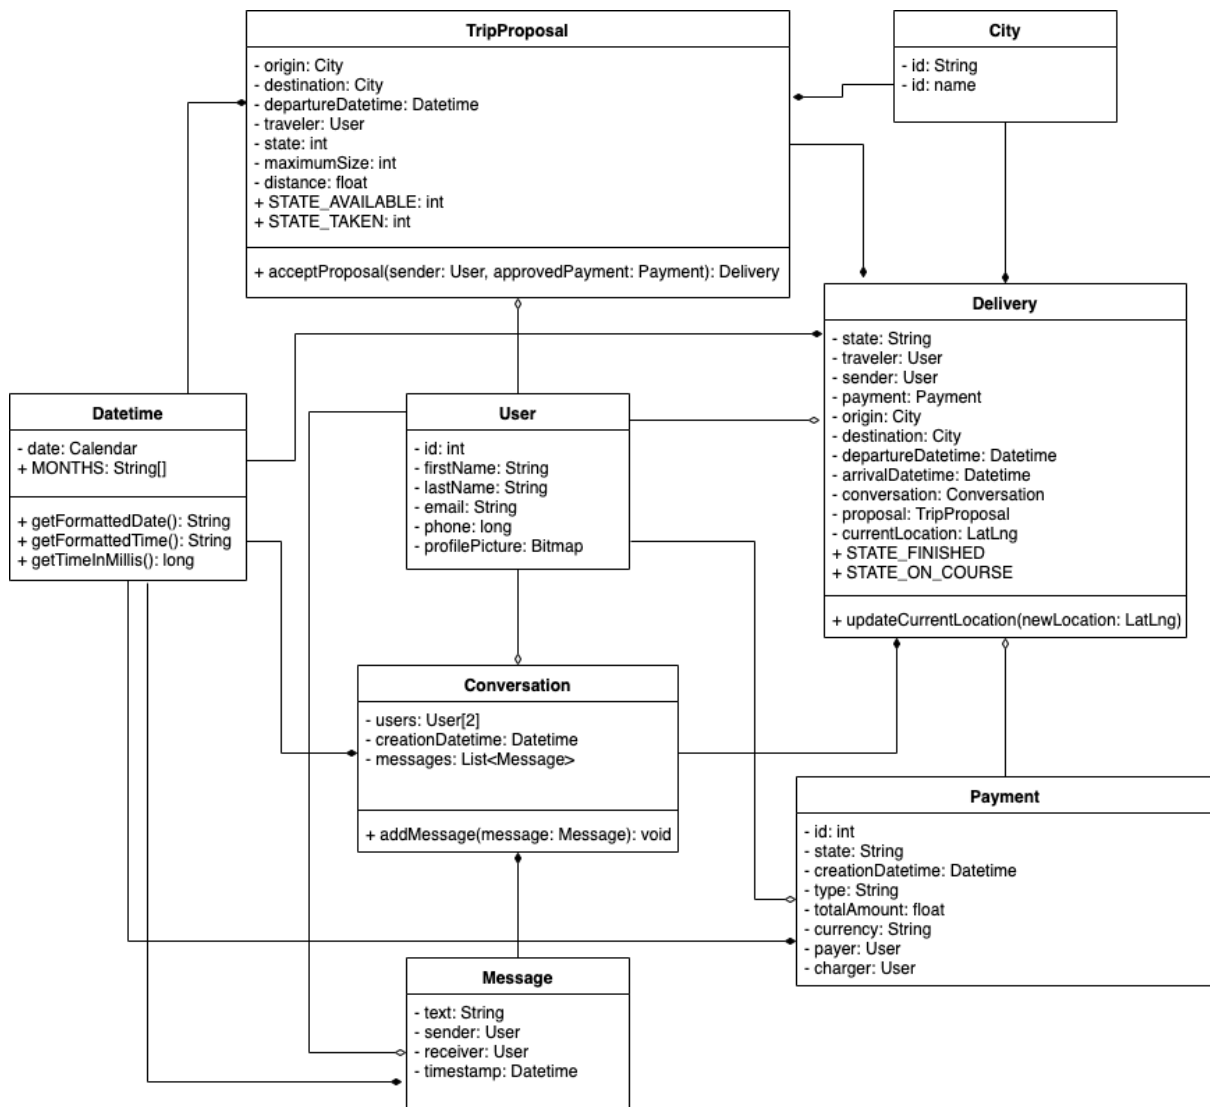 TripProposal
- origin: City
- destination: City
- departureDatetime: Datetime
- traveler: User
- state: int
- maximumSize: int
- distance: float
+ STATE_AVAILABLE: int
+ STATE_TAKEN: int
+ acceptProposal(sender: User, approvedPayment: Payment): Delivery
City
- id: String
- id: name
Delivery
- state: String
- traveler: User
- sender: User
- payment: Payment
- origin: City
- destination: City
- departureDatetime: Datetime
- arrivalDatetime: Datetime
- conversation: Conversation
- proposal: TripProposal
- currentLocation: LatLng
+ STATE_FINISHED
+ STATE_ON_COURSE
+ updateCurrentLocation(newLocation: LatLng)
Datetime
- date: Calendar
+ MONTHS: String[]
+ getFormattedDate(): String
+ getFormattedTime(): String
+ getTimeInMillis(): long
User
- id: int
- firstName: String
- lastName: String
- email: String
- phone: long
- profilePicture: Bitmap
Conversation
- users: User[2]
- creationDatetime: Datetime
- messages: List<Message>
+ addMessage(message: Message): void
Payment
- id: int
- state: String
- creationDatetime: Datetime
- type: String
- totalAmount: float
- currency: String
- payer: User
- charger: User
Message
- text: String
- sender: User
- receiver: User
- timestamp: Datetime